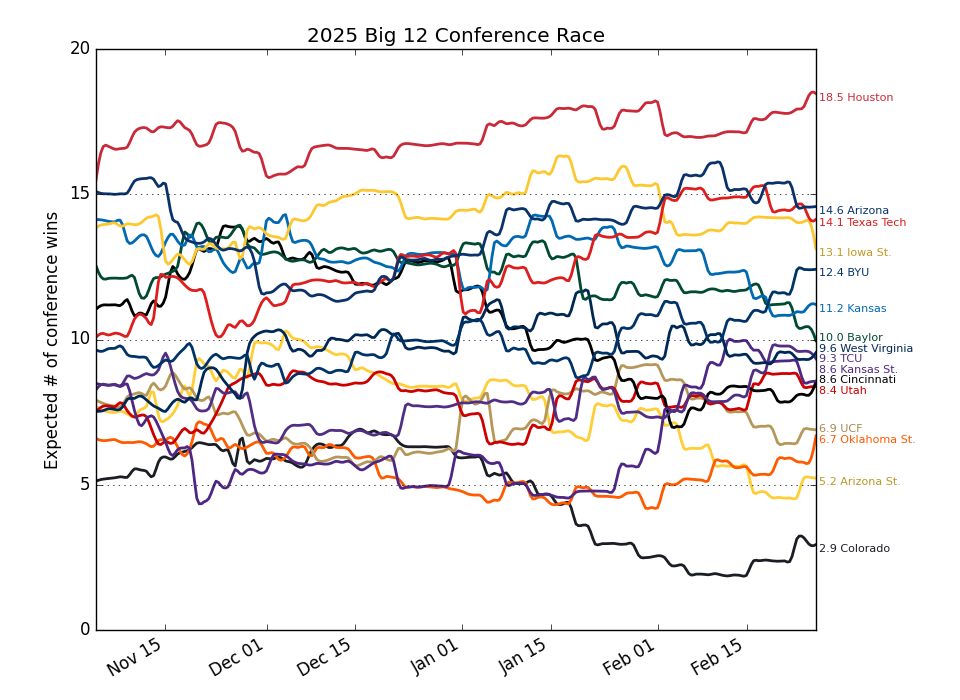 2025 Big 12 Conference Race
Expected # of conference wins
20
15
10
5
0
Nov 15
Dec 01
Dec 15
Jan 01
Jan 15
Feb 01
Feb 15
18.5 Houston
14.6 Arizona
14.1 Texas Tech
13.1 Iowa St.
12.4 BYU
11.2 Kansas
10.0 Baylor
9.6 West Virginia
9.3 TCU
8.6 Kansas St.
8.6 Cincinnati
8.4 Utah
6.9 UCF
6.7 Oklahoma St.
5.2 Arizona St.
2.9 Colorado